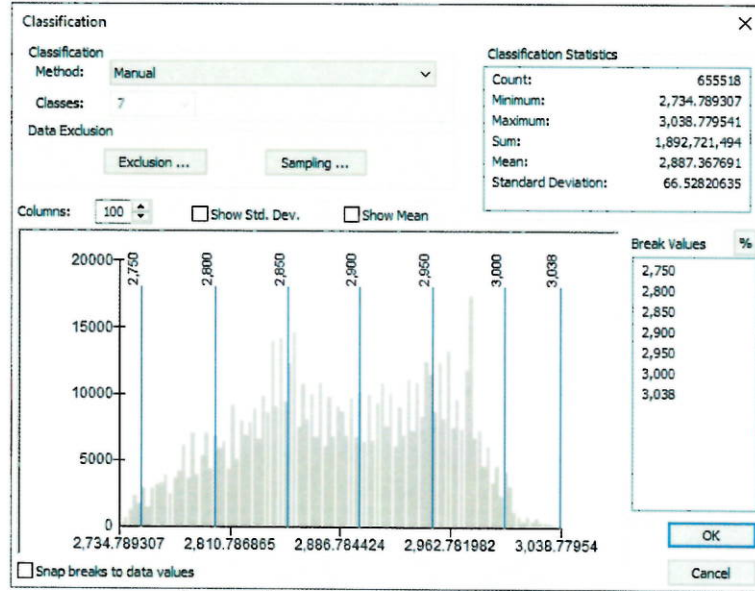 Classification
Classification
Method: Manual
Classes: 7
Data Exclusion
Exclusion ... Sampling ...
Classification Statistics
Count: 655518
Minimum: 2,734.789307
Maximum: 3,038.779541
Sum: 1,892,721,494
Mean: 2,887.367691
Standard Deviation: 66.52820635
Columns: 100 Show Std. Dev. Show Mean
20000
15000
10000
5000
0
2,750 2,800 2,850 2,900 2,950 3,000 3,038
2,734.789307 2,810.786865 2,886.784424 2,962.781982 3,038.77954
Break Values %
2,750
2,800
2,850
2,900
2,950
3,000
3,038
OK
Snap breaks to data values
Cancel